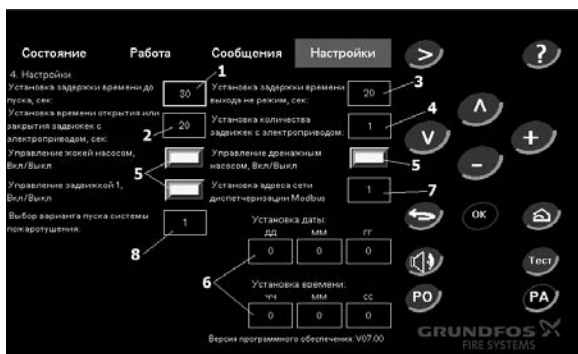 Состояние Работа Сообщения Настройки
4. Настройки
Установка задержки времени до
пуска, сек:
30
1
Установка задержки времени
выхода не режим, сек:
20
3
Установка времени открытия или
закрытия задвижек с
электроприводом, сек:
20
2
Установка количества
задвижек с электроприводом:
1
4
Управление жокей насосом,
Вкл/Выкл
5
Управление дренажным
насосом, Вкл/Выкл
5
Управление задвижкой 1,
Вкл/Выкл
Установка адреса сети
диспетчеризации Modbus
1
7
Выбор варианта пуска системы
пожаротушения:
1
8
Установка даты:
дд мм гг
0 0 0
6
Установка времени:
чч мм сс
0 0 0
Версия программного обеспечения: V07.00
>
?
Λ
V
+
-
OK
Тест
PO
PA
GRUNDFOS
FIRE SYSTEMS